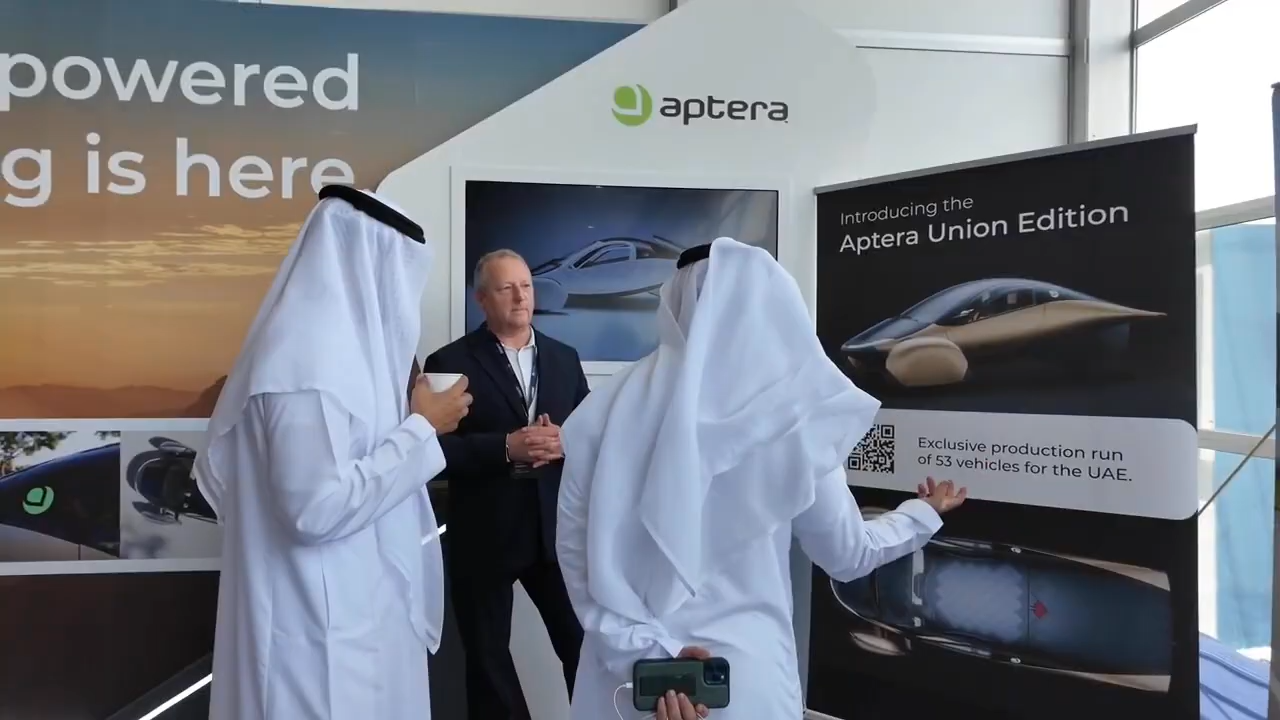 powered
g is here
aptera
Introducing the
Aptera Union Edition
Exclusive production run
of 53 vehicles for the UAE.